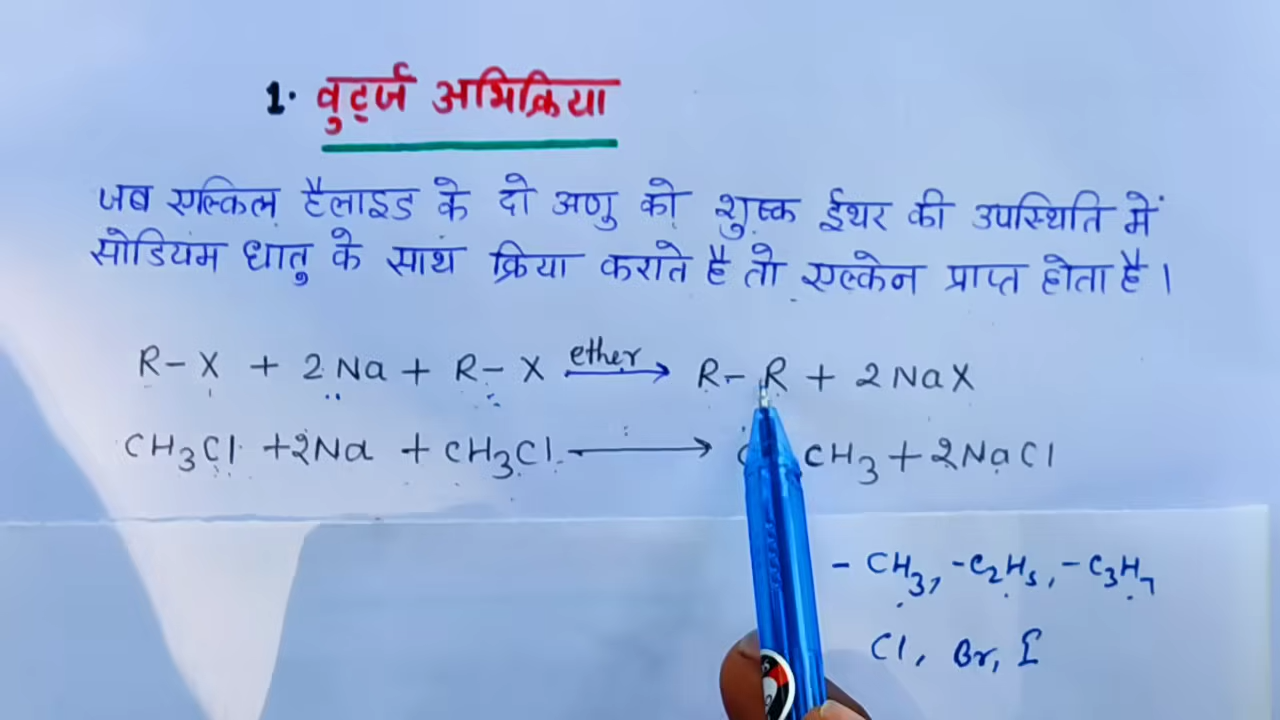 1. वुर्ट्ज अभिक्रिया
जब एल्किल हैलाइड के दो अणु को शुष्क ईथर की उपस्थिति में
सोडियम धातु के साथ क्रिया कराते है तो एल्केन प्राप्त होता है।
R-X + 2Na + R-X ether→ R-R + 2NaX
CH3Cl +2Na + CH3Cl → CH3 + 2NaCl
- CH3, -C2H5, -C3H7
Cl, Br, I